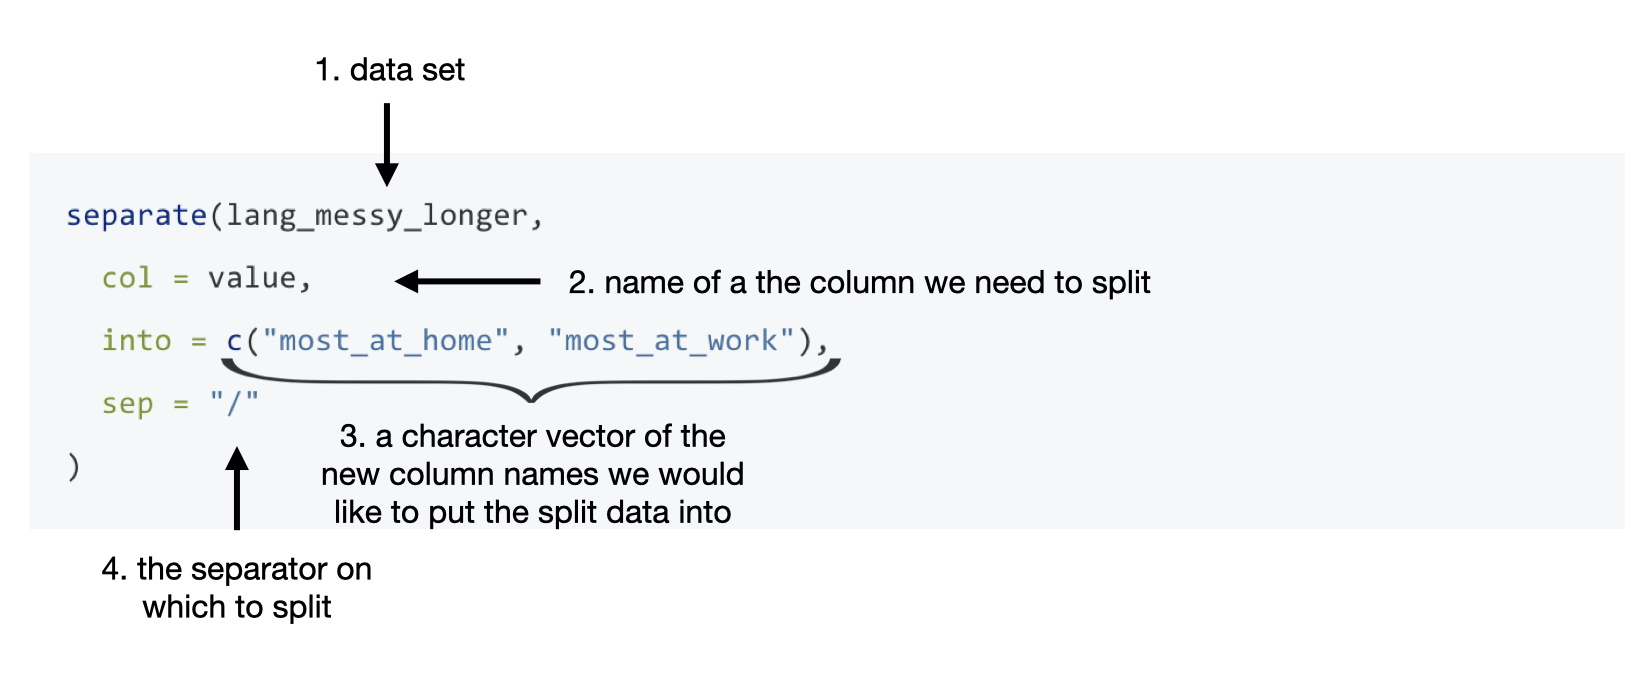 1. data set
separate(lang_messy_longer,
col = value,
2. name of a the column we need to split
into = c("most_at_home", "most_at_work"),
sep = "/"
3. a character vector of the
new column names we would
like to put the split data into
)
4. the separator on
which to split